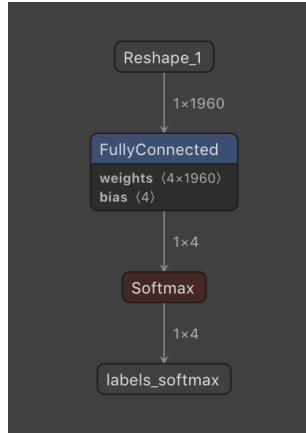 Reshape_1
1×1960
FullyConnected
weights ⟨4×1960⟩
bias ⟨4⟩
1×4
Softmax
1×4
labels_softmax